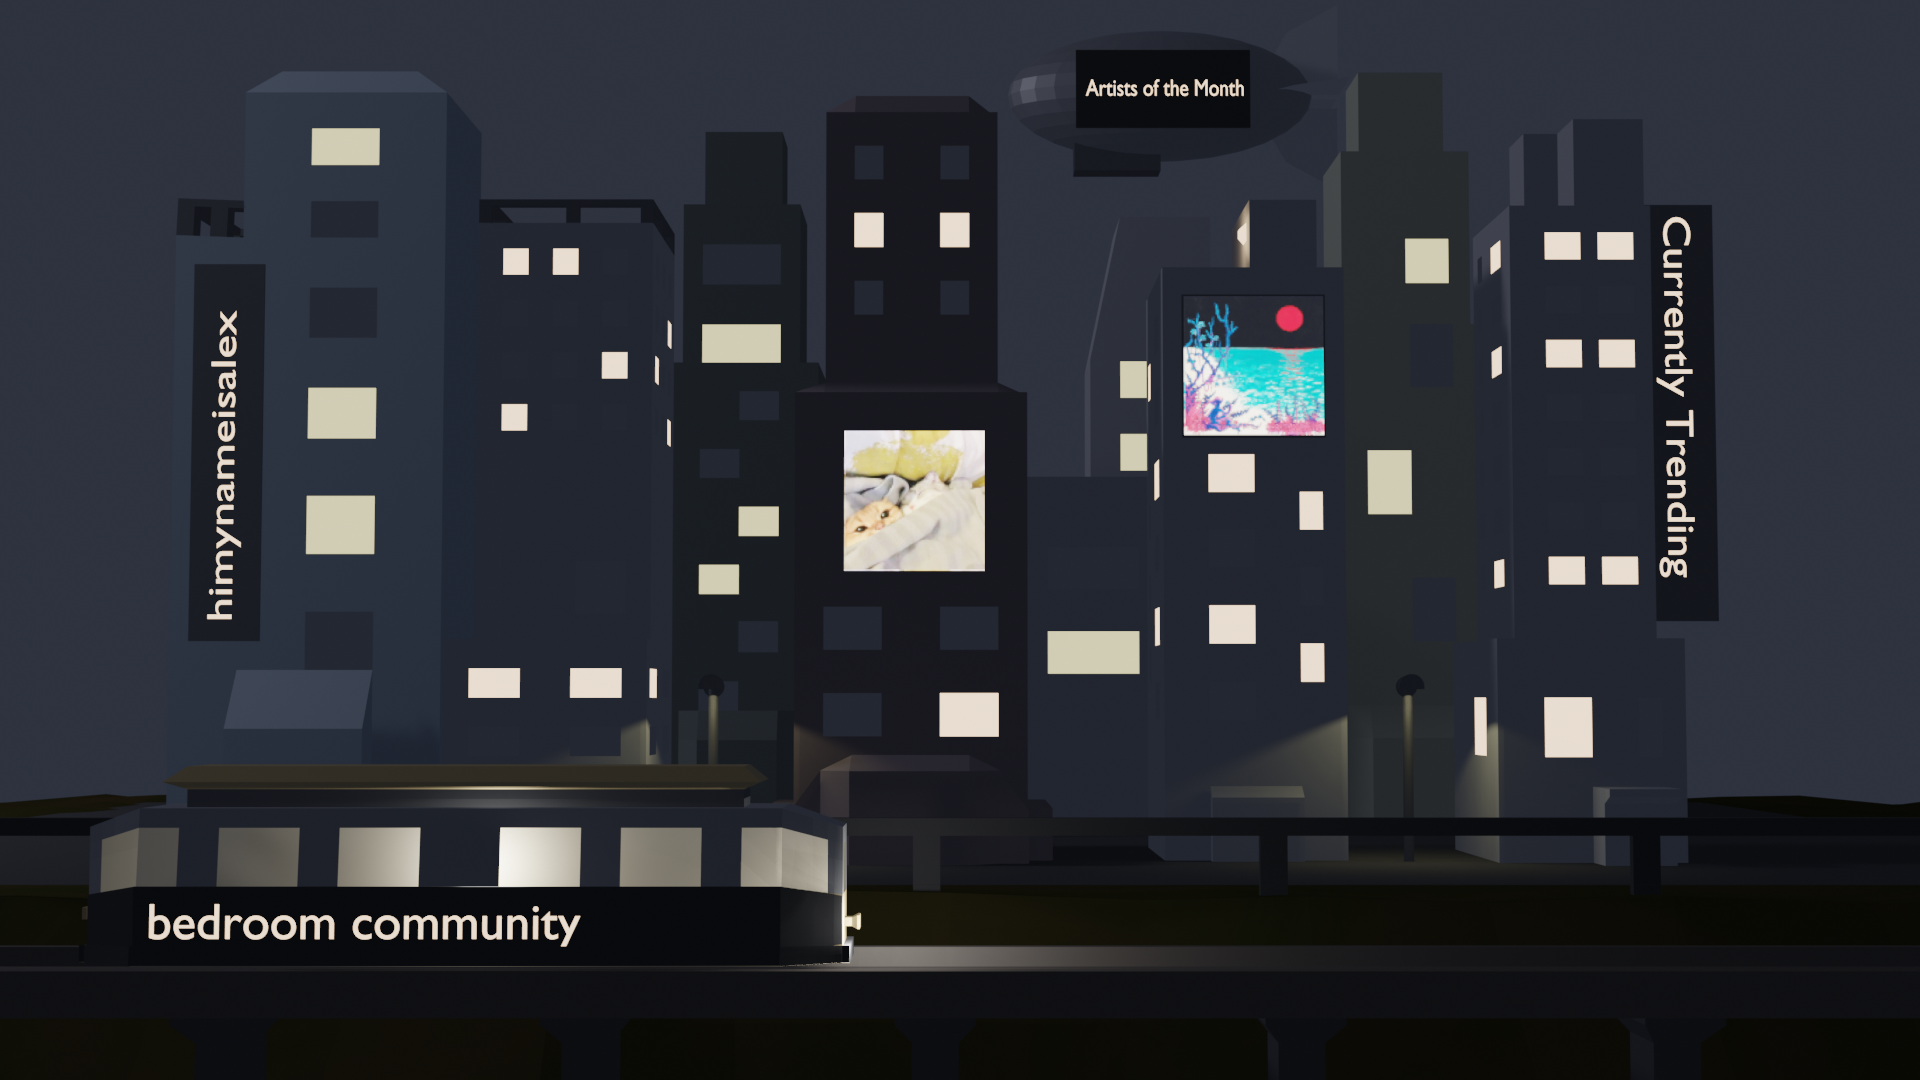 Artists of the Month
himynameisalex
Currently Trending
bedroom community